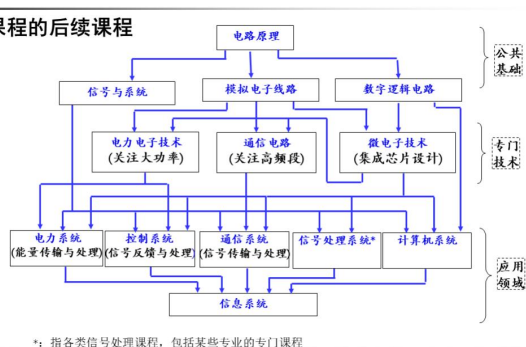 课程的后续课程
电路原理
公共
基础
信号与系统
模拟电子线路
数字逻辑电路
电力电子技术
(关注大功率)
通信电路
(关注高频段)
微电子技术
(集成芯片设计)
专门
技术
电力系统
(能量传输与处理)
控制系统
(信号反馈与处理)
通信系统
(信号传输与处理)
信号处理系统*
计算机系统
应用
领域
信息系统
*: 指各类信号处理课程，包括某些专业的专门课程